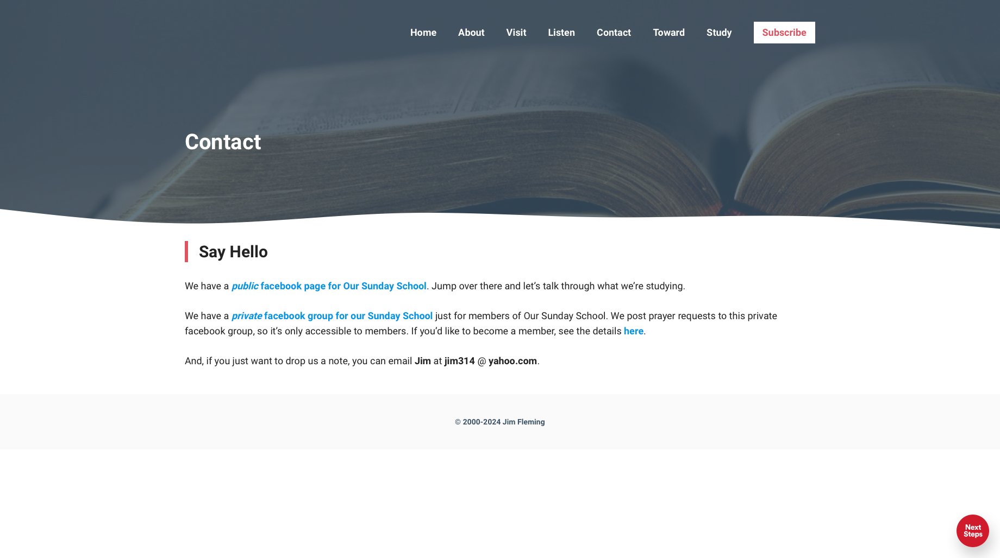 Home About Visit Listen Contact Toward Study Subscribe
Contact
Say Hello
We have a public facebook page for Our Sunday School. Jump over there and let’s talk through what we’re studying.
We have a private facebook group for our Sunday School just for members of Our Sunday School. We post prayer requests to this private
facebook group, so it’s only accessible to members. If you’d like to become a member, see the details here.
And, if you just want to drop us a note, you can email Jim at jim314 @ yahoo.com.
© 2000-2024 Jim Fleming
Next
Steps